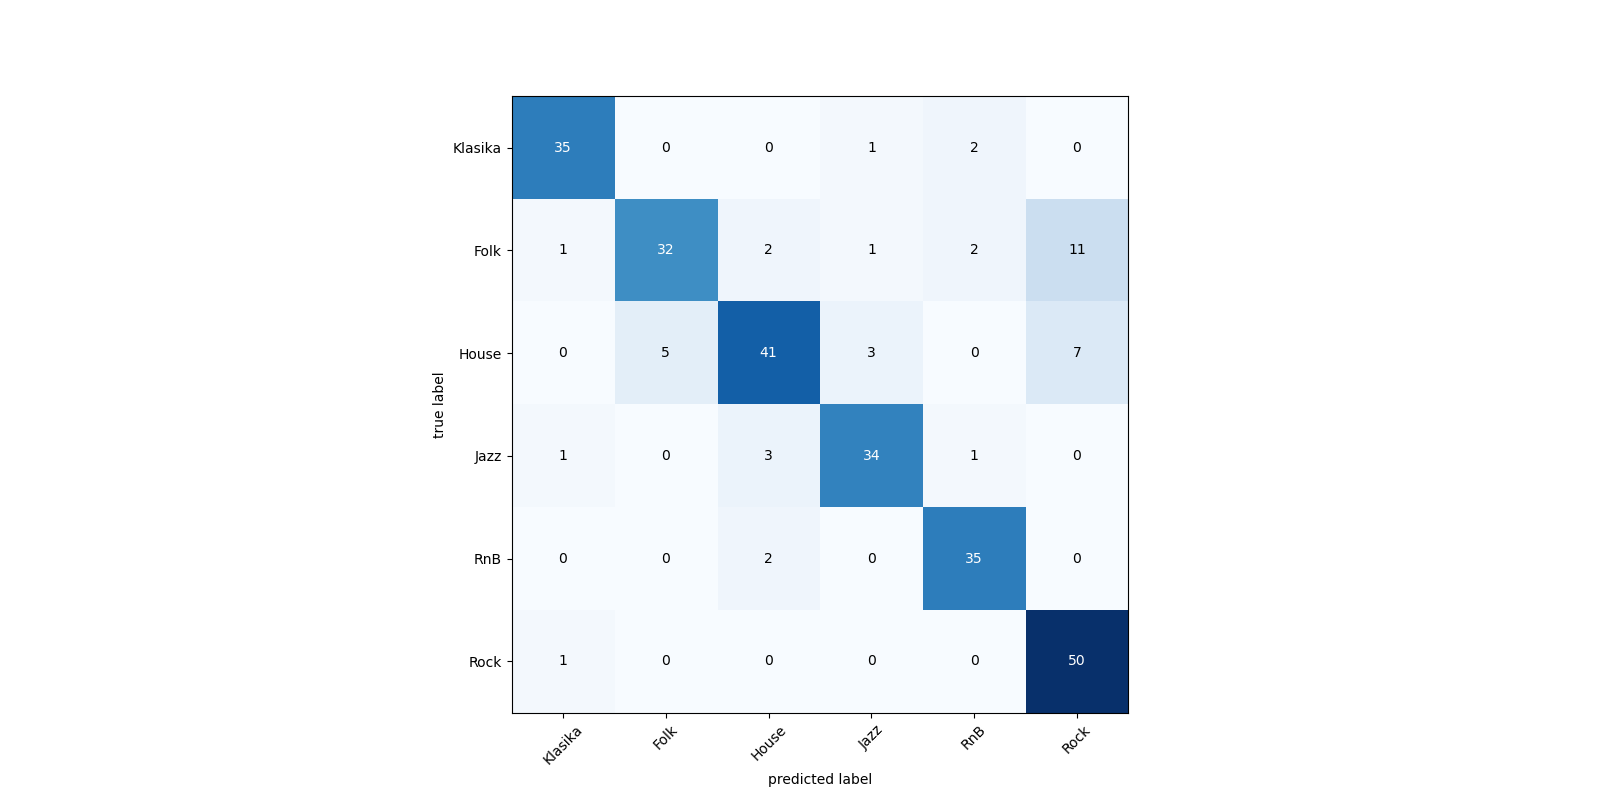 Klasika 35 0 0 1 2 0
Folk 1 32 2 1 2 11
House 0 5 41 3 0 7
Jazz 1 0 3 34 1 0
RnB 0 0 2 0 35 0
Rock 1 0 0 0 0 50
true label
Klasika Folk House Jazz RnB Rock
predicted label